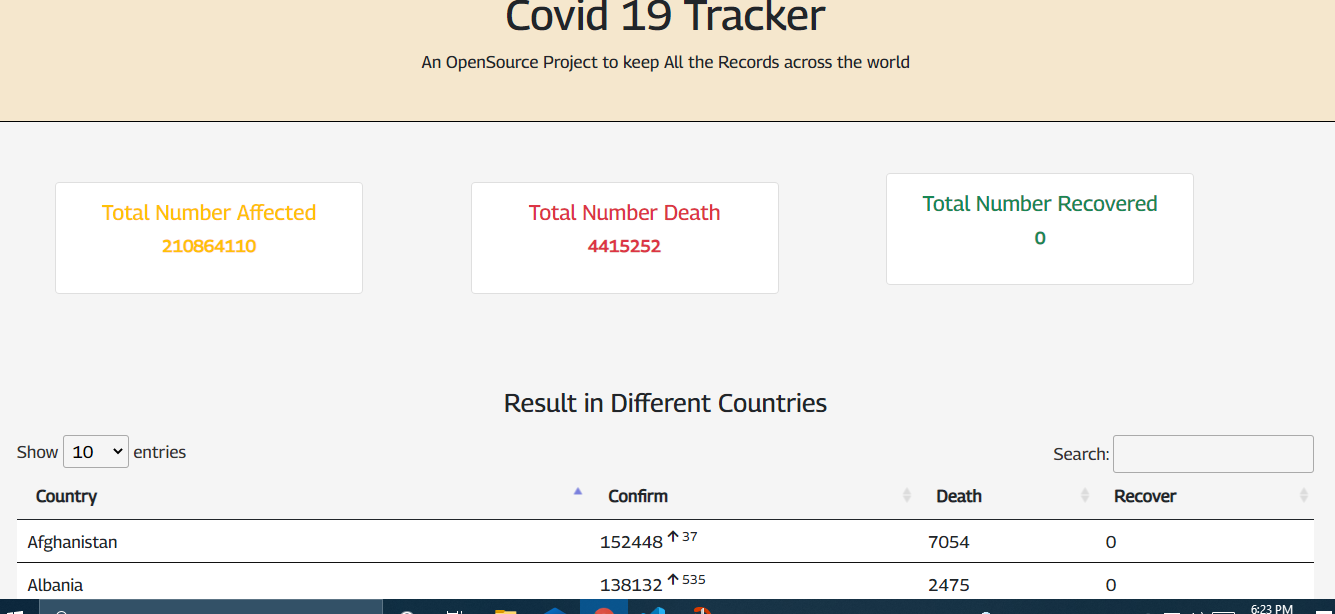 Covid 19 Tracker
An OpenSource Project to keep All the Records across the world
Total Number Affected
210864110
Total Number Death
4415252
Total Number Recovered
0
Result in Different Countries
Show 10 entries
Search:
Country Confirm Death Recover
Afghanistan 152448 37 7054 0
Albania 138132 535 2475 0
6:23 PM